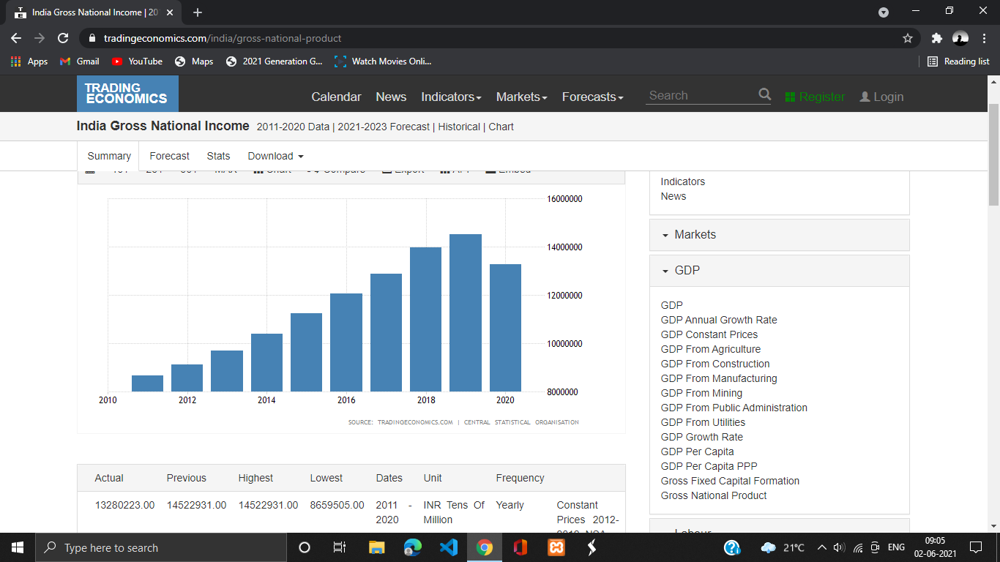 India Gross National Income | 20
tradingeconomics.com/india/gross-national-product
Apps Gmail YouTube Maps 2021 Generation G... Watch Movies Onli... Reading list
TRADING
ECONOMICS
Calendar News Indicators Markets Forecasts Search Register Login
India Gross National Income 2011-2020 Data | 2021-2023 Forecast | Historical | Chart
Summary Forecast Stats Download
Chart Compare Export API Embed
16000000
14000000
12000000
10000000
8000000
2010 2012 2014 2016 2018 2020
SOURCE: TRADINGECONOMICS.COM | CENTRAL STATISTICAL ORGANISATION
Actual Previous Highest Lowest Dates Unit Frequency
13280223.00 14522931.00 14522931.00 8659505.00 2011 - INR Tens Of Yearly Constant
2020 Million Prices 2012-
Indicators
News
Markets
GDP
GDP
GDP Annual Growth Rate
GDP Constant Prices
GDP From Agriculture
GDP From Construction
GDP From Manufacturing
GDP From Mining
GDP From Public Administration
GDP From Utilities
GDP Growth Rate
GDP Per Capita
GDP Per Capita PPP
Gross Fixed Capital Formation
Gross National Product
Type here to search
21°C ENG
09:05
02-06-2021